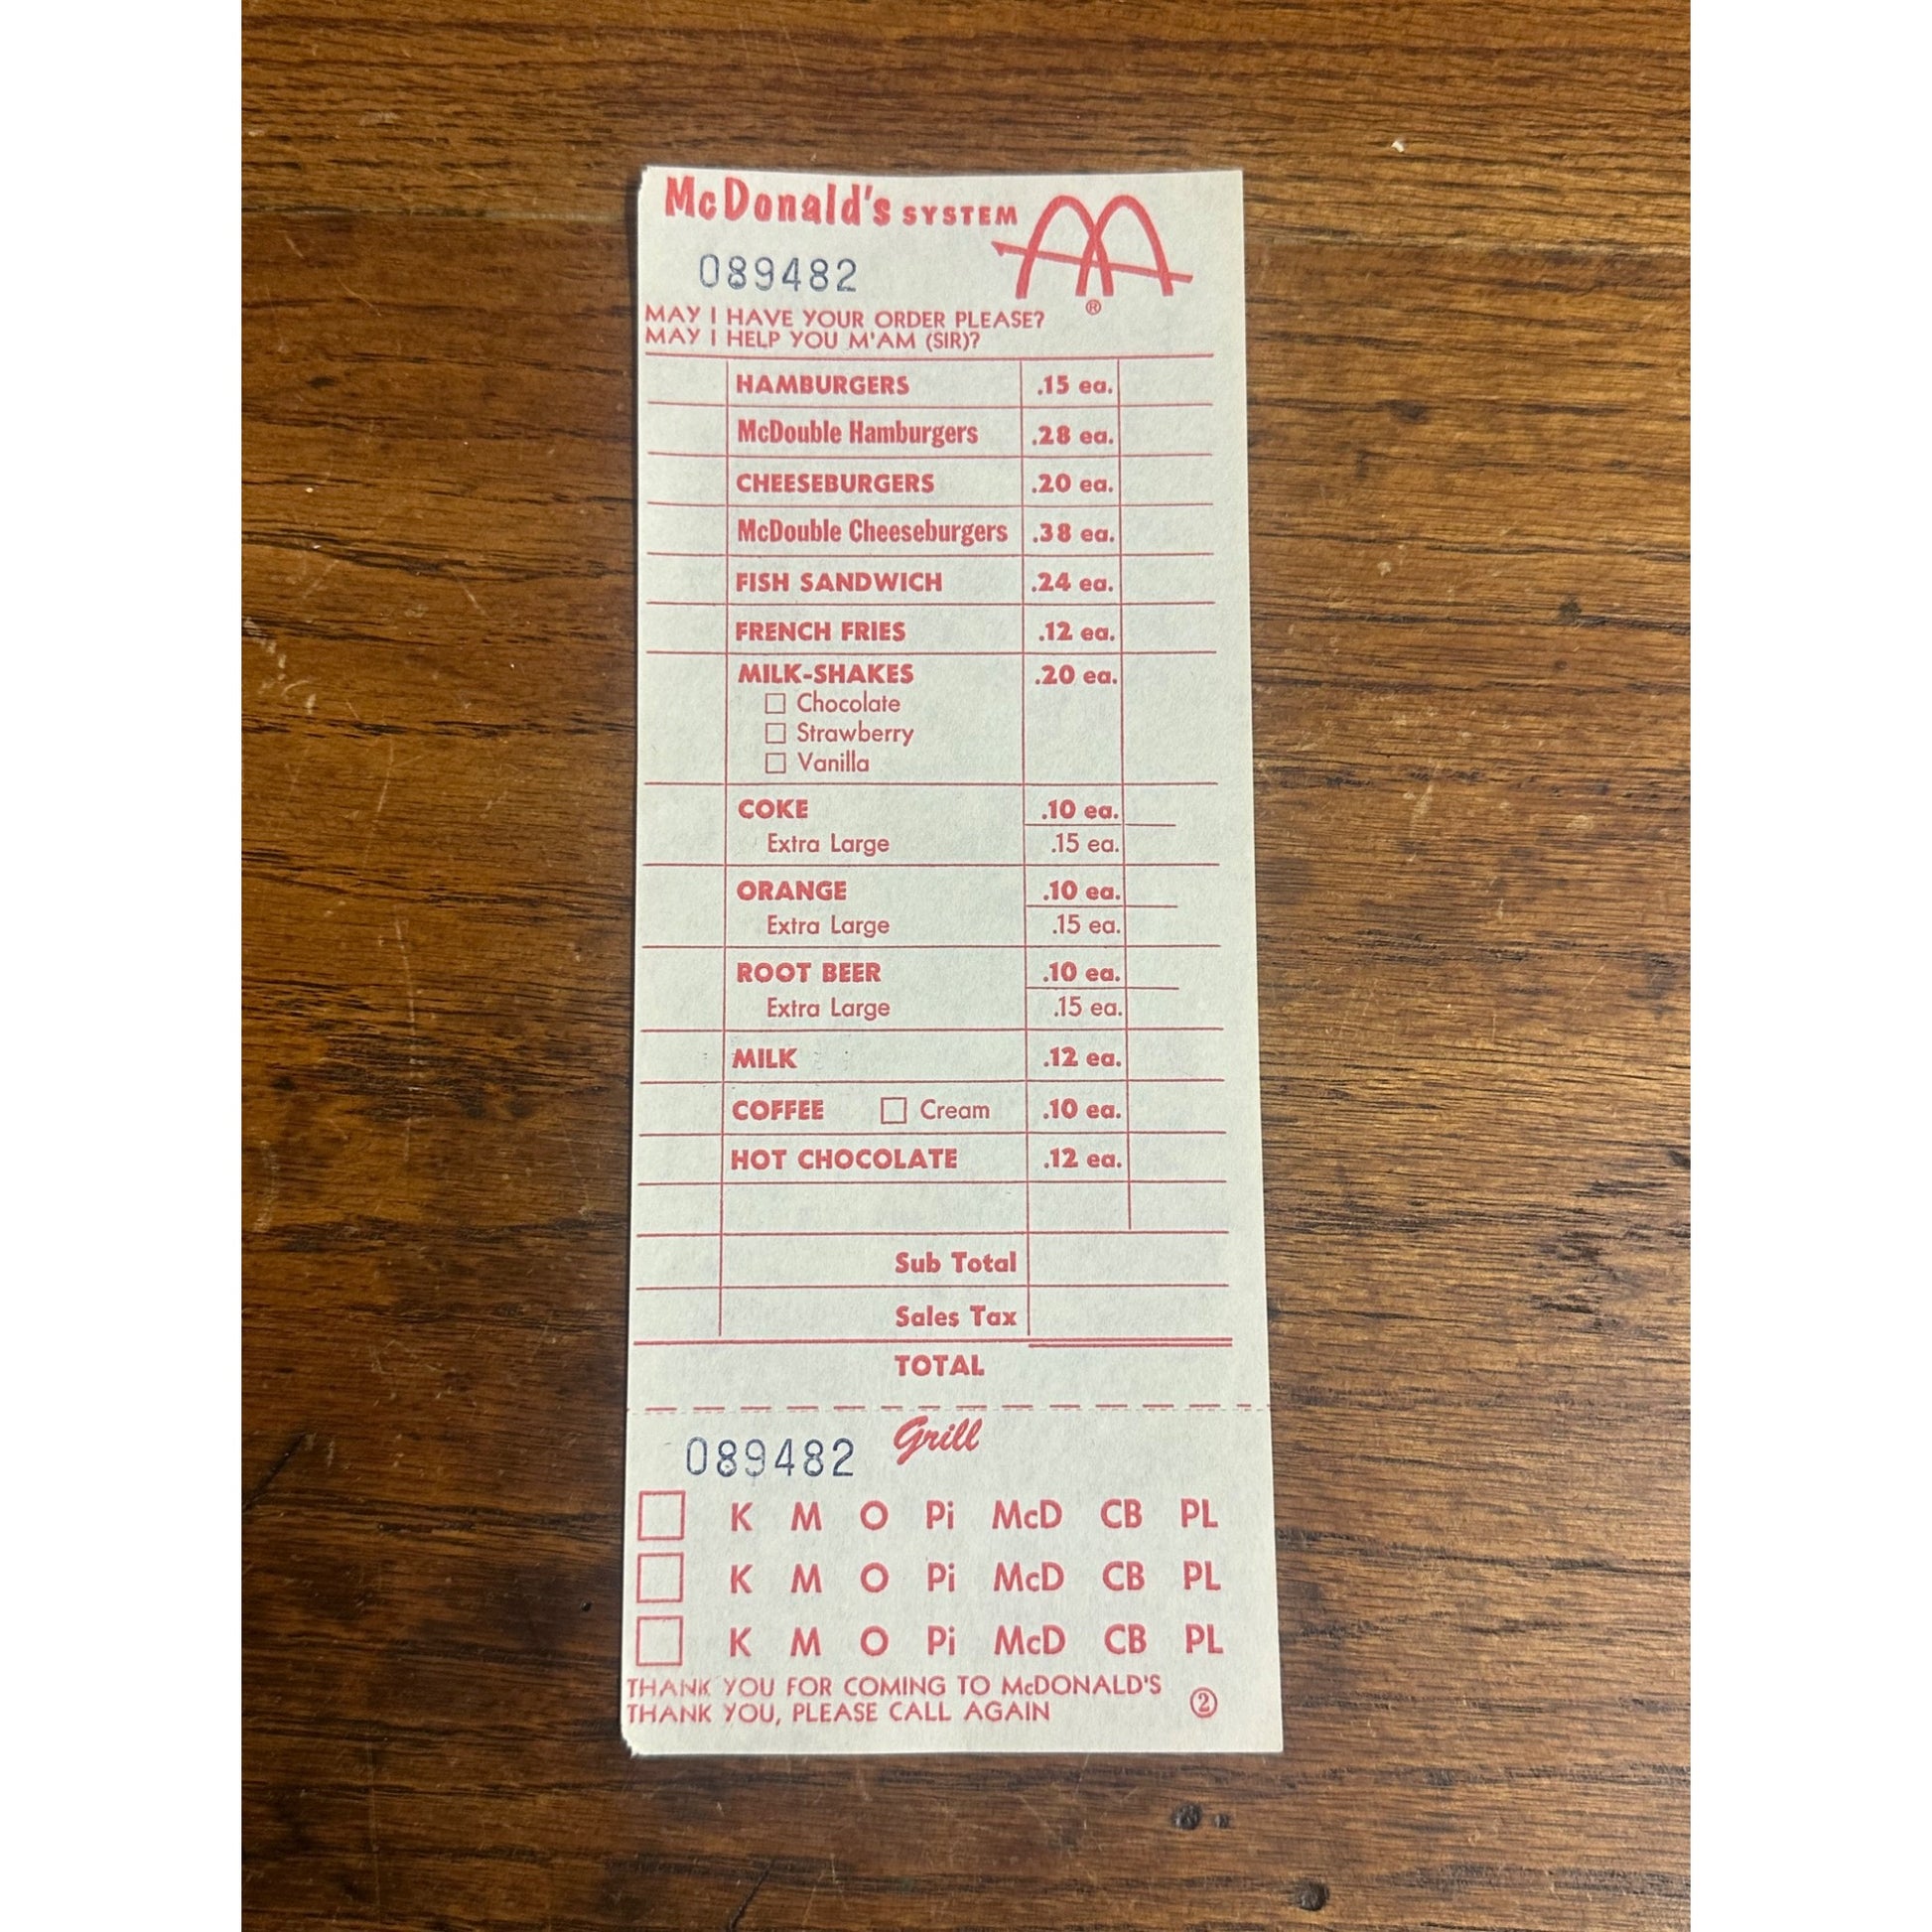 McDonald's SYSTEM
089482
®
MAY I HAVE YOUR ORDER PLEASE?
MAY I HELP YOU M'AM (SIR)?
HAMBURGERS .15 ea.
McDouble Hamburgers .28 ea.
CHEESEBURGERS .20 ea.
McDouble Cheeseburgers .38 ea.
FISH SANDWICH .24 ea.
FRENCH FRIES .12 ea.
MILK-SHAKES .20 ea.
Chocolate
Strawberry
Vanilla
COKE .10 ea.
Extra Large .15 ea.
ORANGE .10 ea.
Extra Large .15 ea.
ROOT BEER .10 ea.
Extra Large .15 ea.
MILK .12 ea.
COFFEE Cream .10 ea.
HOT CHOCOLATE .12 ea.
Sub Total
Sales Tax
TOTAL
Grill
089482
K M O Pi McD CB PL
K M O Pi McD CB PL
K M O Pi McD CB PL
THANK YOU FOR COMING TO McDONALD'S
THANK YOU, PLEASE CALL AGAIN ②